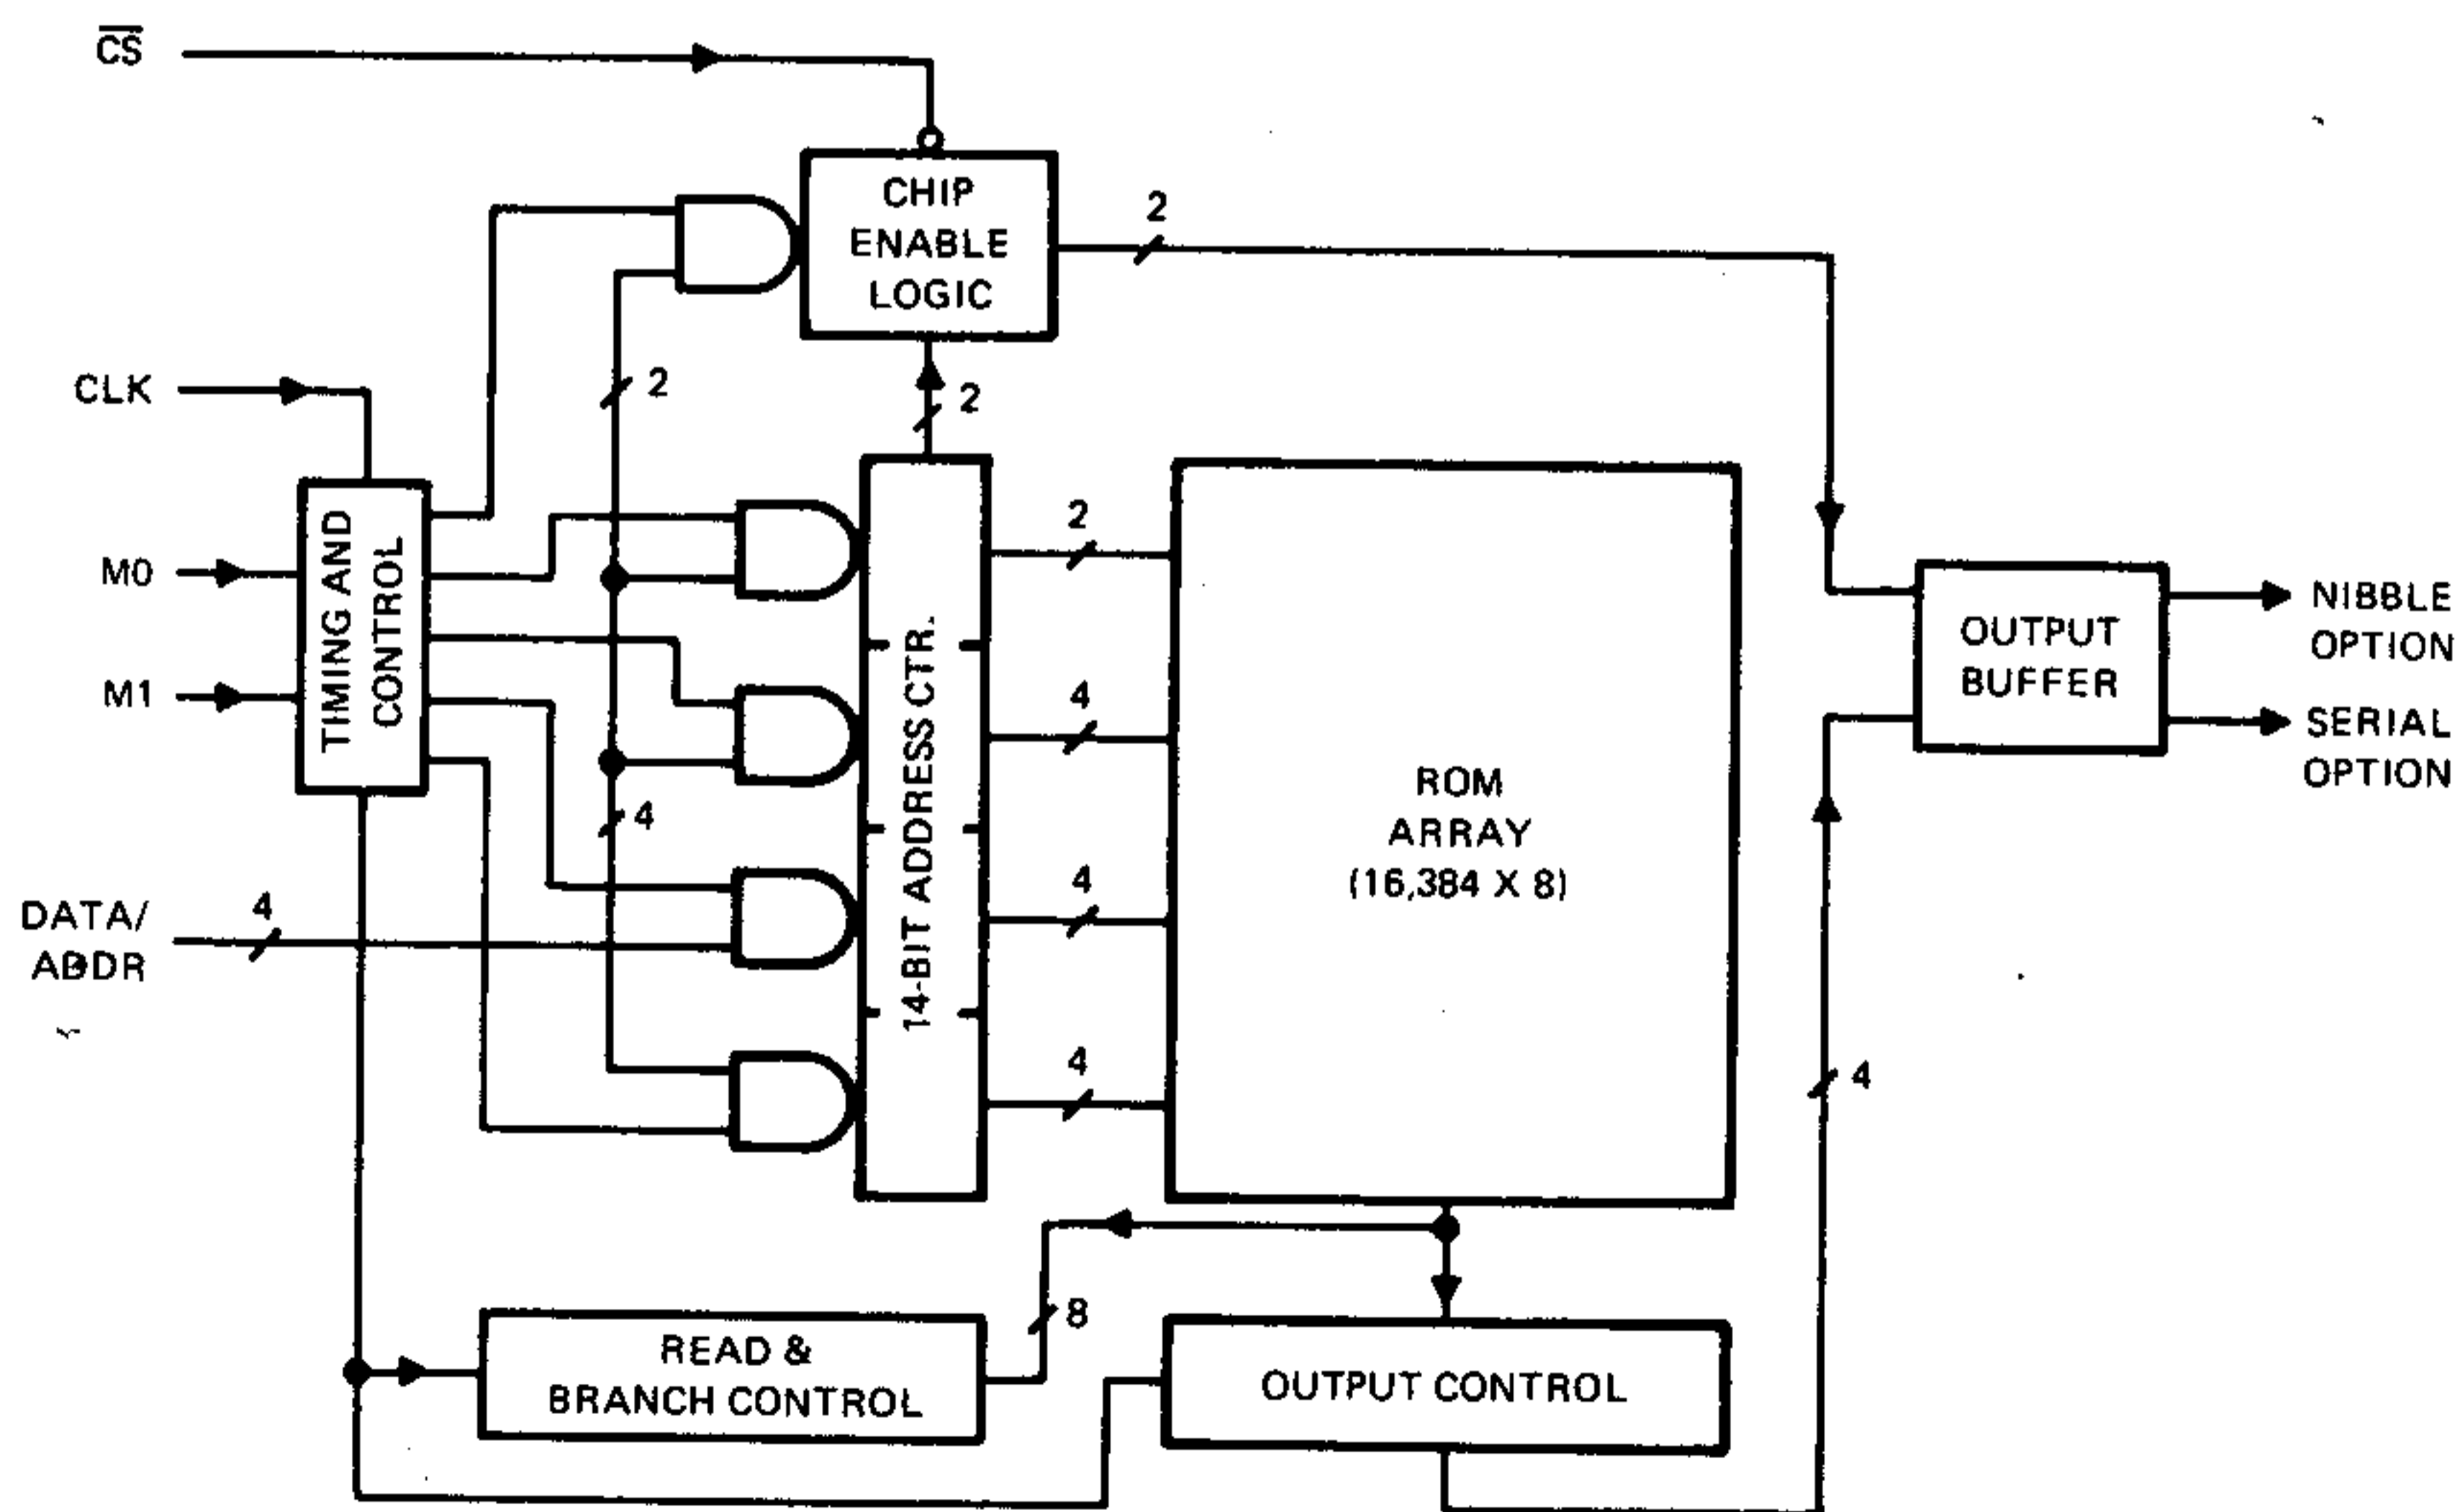 CS
CHIP
ENABLE
LOGIC
2
2
2
CLK
TIMING AND
CONTROL
M0
M1
DATA/
ADDR
4
4
14-BIT ADDRESS CTR.
2
4
4
4
ROM
ARRAY
(16,384 X 8)
OUTPUT
BUFFER
NIBBLE
OPTION
SERIAL
OPTION
4
8
READ &
BRANCH CONTROL
OUTPUT CONTROL